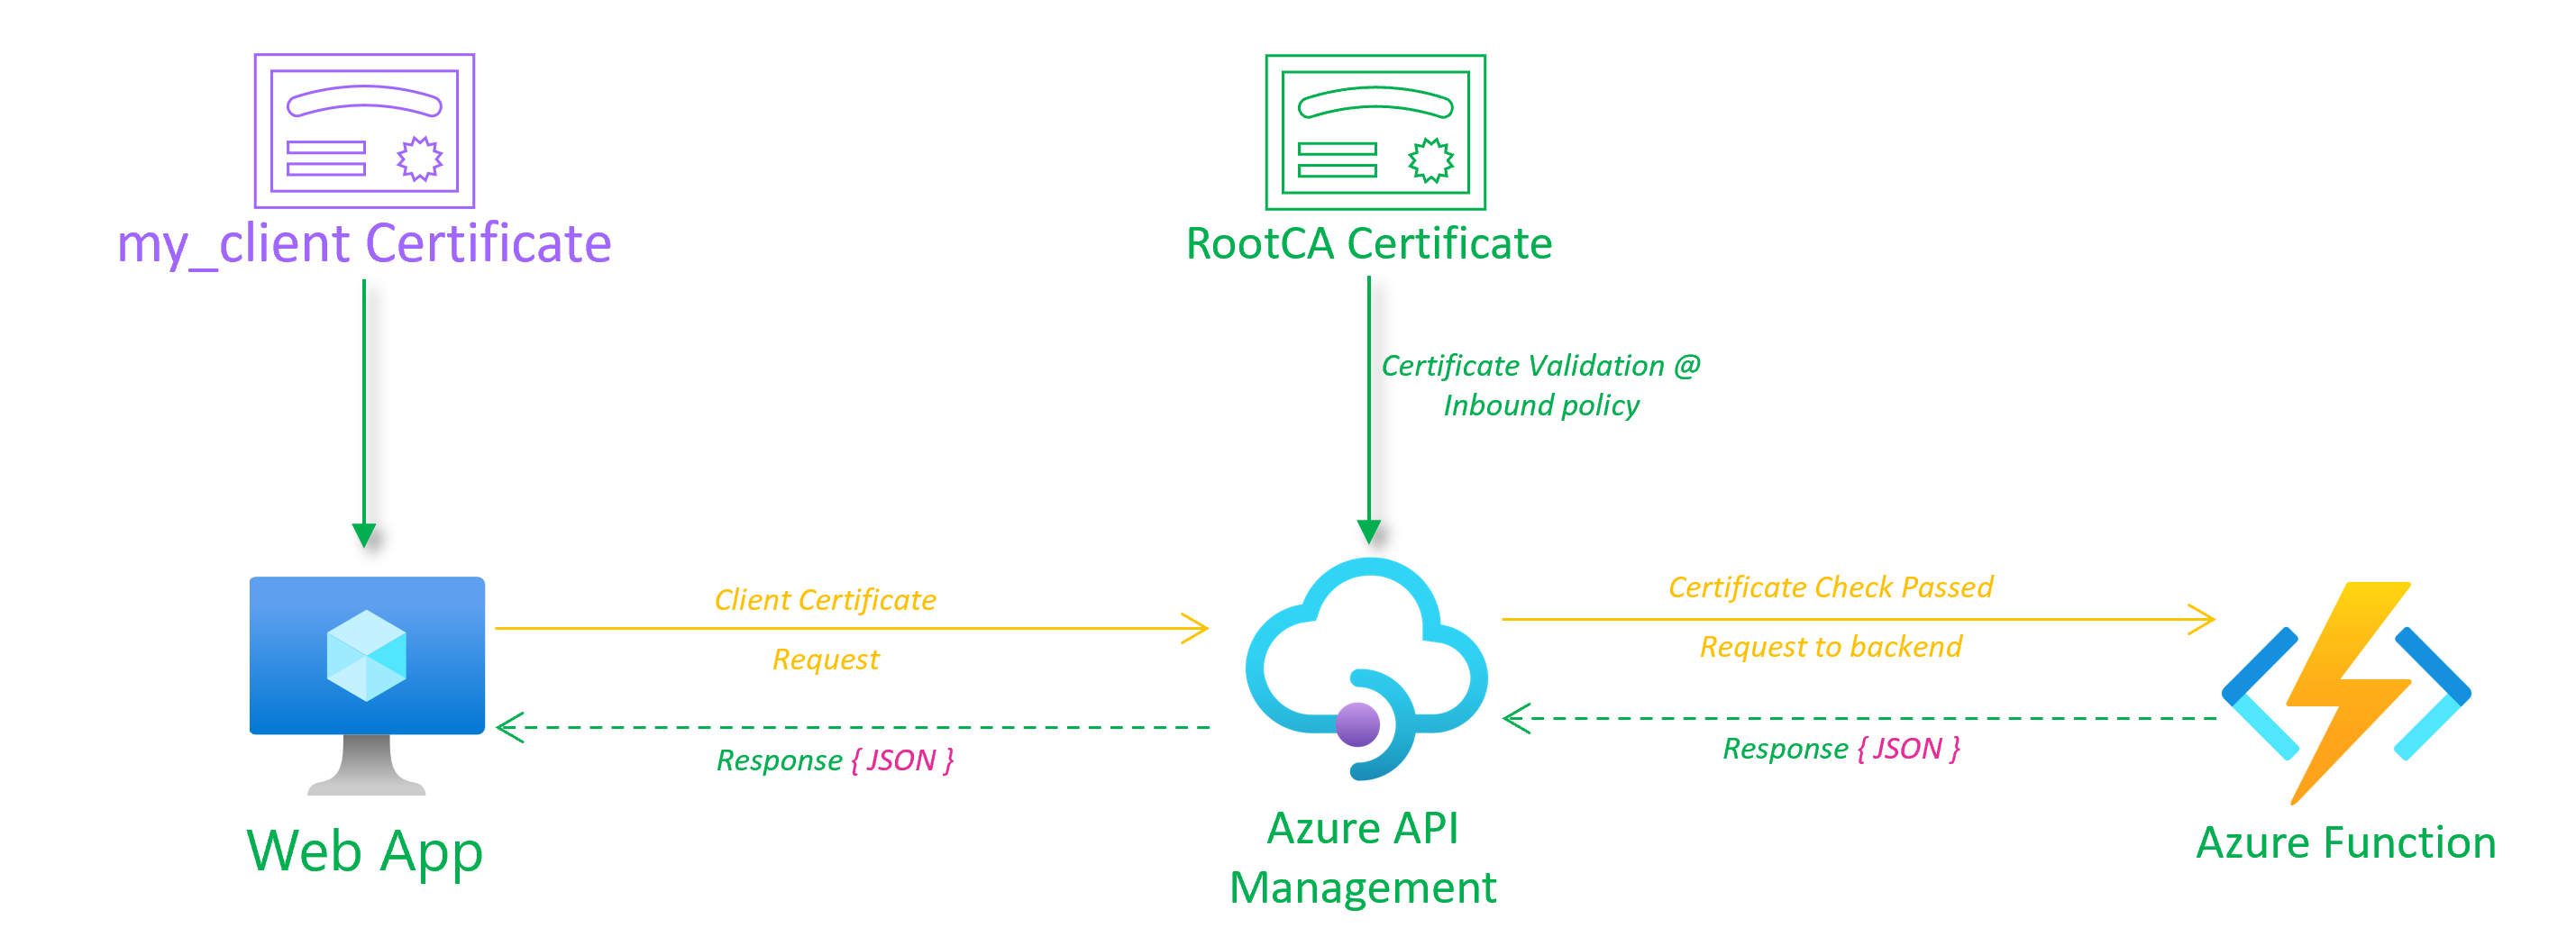 my_client Certificate
RootCA Certificate
Certificate Validation @
Inbound policy
Client Certificate
Request
Certificate Check Passed
Request to backend
Response { JSON }
Response { JSON }
Web App
Azure API
Management
Azure Function